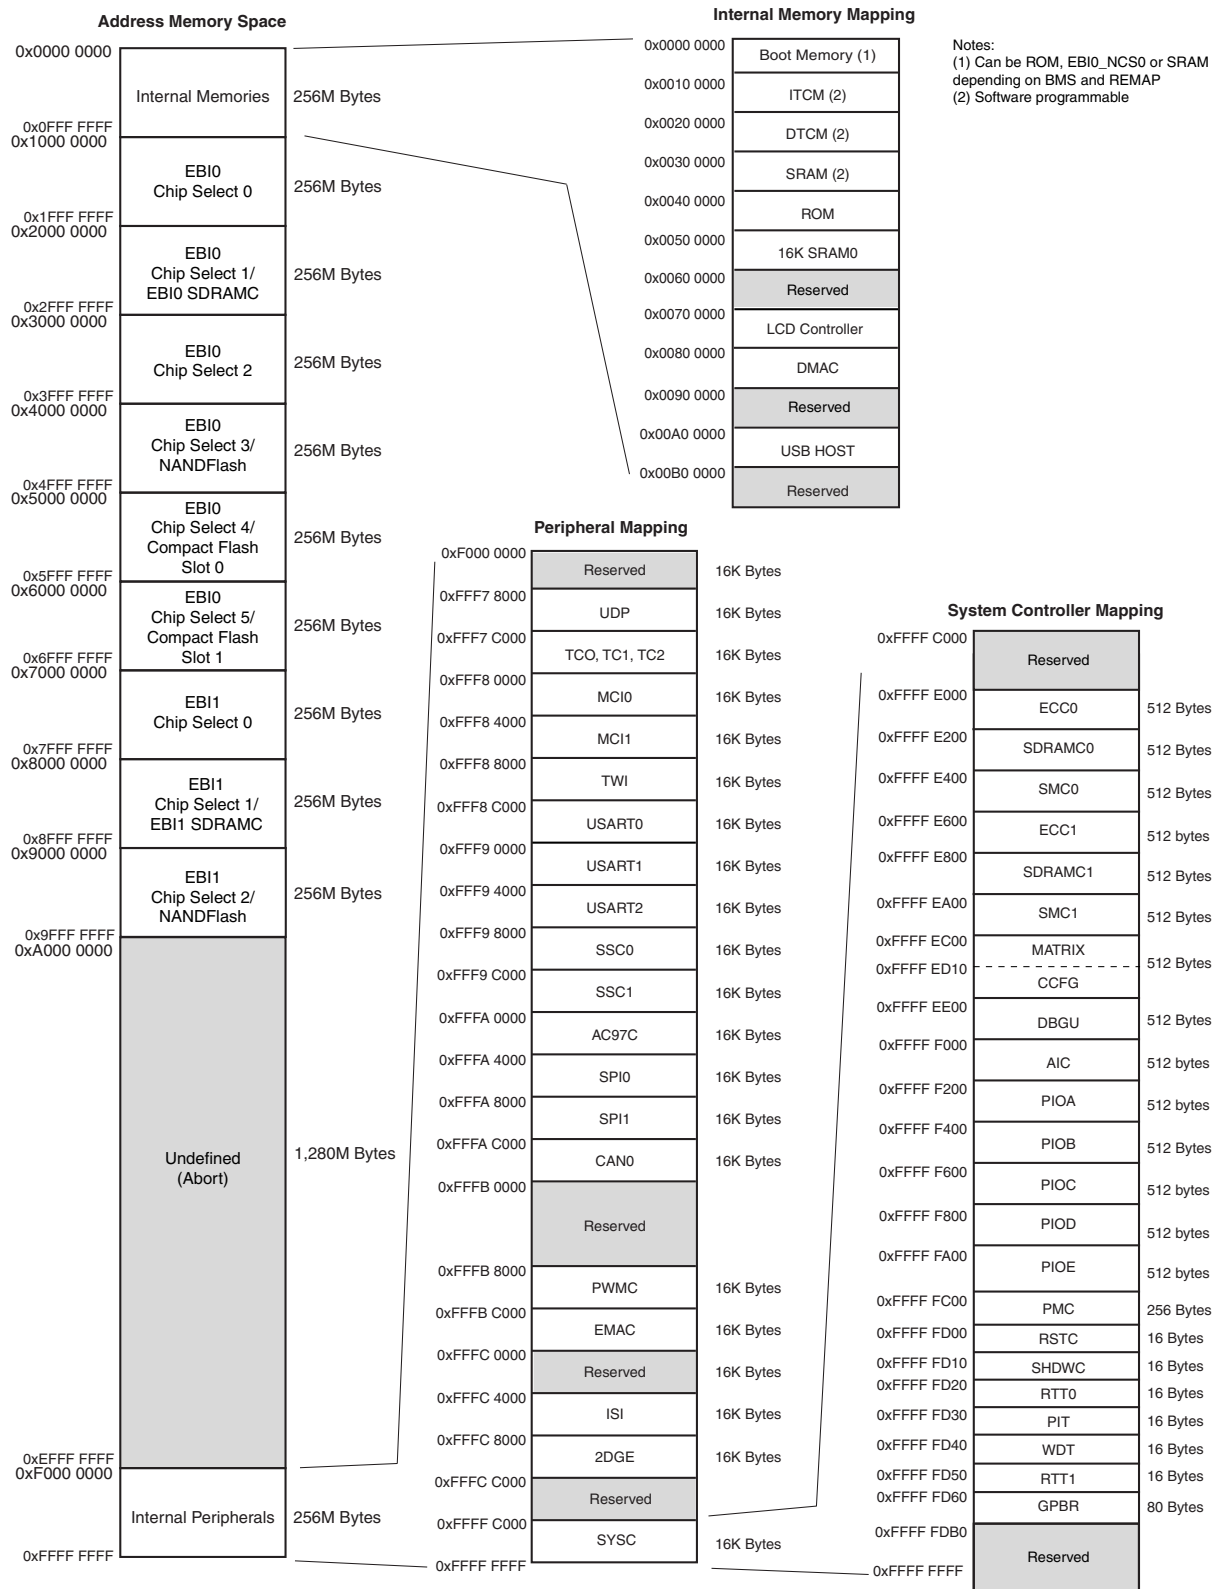 Address Memory Space
0x0000 0000
Internal Memories
256M Bytes
0x0FFF FFFF
0x1000 0000
EBI0
Chip Select 0
256M Bytes
0x1FFF FFFF
0x2000 0000
EBI0
Chip Select 1/
EBI0 SDRAMC
256M Bytes
0x2FFF FFFF
0x3000 0000
EBI0
Chip Select 2
256M Bytes
0x3FFF FFFF
0x4000 0000
EBI0
Chip Select 3/
NANDFlash
256M Bytes
0x4FFF FFFF
0x5000 0000
EBI0
Chip Select 4/
Compact Flash
Slot 0
256M Bytes
0x5FFF FFFF
0x6000 0000
EBI0
Chip Select 5/
Compact Flash
Slot 1
256M Bytes
0x6FFF FFFF
0x7000 0000
EBI1
Chip Select 0
256M Bytes
0x7FFF FFFF
0x8000 0000
EBI1
Chip Select 1/
EBI1 SDRAMC
256M Bytes
0x8FFF FFFF
0x9000 0000
EBI1
Chip Select 2/
NANDFlash
256M Bytes
0x9FFF FFFF
0xA000 0000
Undefined
(Abort)
1,280M Bytes
0xEFFF FFFF
0xF000 0000
Internal Peripherals
256M Bytes
0xFFFF FFFF
Internal Memory Mapping
0x0000 0000
Boot Memory (1)
0x0010 0000
ITCM (2)
0x0020 0000
DTCM (2)
0x0030 0000
SRAM (2)
0x0040 0000
ROM
0x0050 0000
16K SRAM0
0x0060 0000
Reserved
0x0070 0000
LCD Controller
0x0080 0000
DMAC
0x0090 0000
Reserved
0x00A0 0000
USB HOST
0x00B0 0000
Reserved
Notes:
(1) Can be ROM, EBI0_NCS0 or SRAM
depending on BMS and REMAP
(2) Software programmable
Peripheral Mapping
0xF000 0000
Reserved
16K Bytes
0xFFF7 8000
UDP
16K Bytes
0xFFF7 C000
TCO, TC1, TC2
16K Bytes
0xFFF8 0000
MCI0
16K Bytes
0xFFF8 4000
MCI1
16K Bytes
0xFFF8 8000
TWI
16K Bytes
0xFFF8 C000
USART0
16K Bytes
0xFFF9 0000
USART1
16K Bytes
0xFFF9 4000
USART2
16K Bytes
0xFFF9 8000
SSC0
16K Bytes
0xFFF9 C000
SSC1
16K Bytes
0xFFFA 0000
AC97C
16K Bytes
0xFFFA 4000
SPI0
16K Bytes
0xFFFA 8000
SPI1
16K Bytes
0xFFFA C000
CAN0
16K Bytes
0xFFFB 0000
Reserved
0xFFFB 8000
PWMC
16K Bytes
0xFFFB C000
EMAC
16K Bytes
0xFFFC 0000
Reserved
16K Bytes
0xFFFC 4000
ISI
16K Bytes
0xFFFC 8000
2DGE
16K Bytes
0xFFFC C000
Reserved
0xFFFF C000
SYSC
16K Bytes
0xFFFF FFFF
System Controller Mapping
0xFFFF C000
Reserved
0xFFFF E000
ECC0
512 Bytes
0xFFFF E200
SDRAMC0
512 Bytes
0xFFFF E400
SMC0
512 Bytes
0xFFFF E600
ECC1
512 bytes
0xFFFF E800
SDRAMC1
512 Bytes
0xFFFF EA00
SMC1
512 Bytes
0xFFFF EC00
MATRIX
512 Bytes
0xFFFF ED10
CCFG
0xFFFF EE00
DBGU
512 Bytes
0xFFFF F000
AIC
512 bytes
0xFFFF F200
PIOA
512 bytes
0xFFFF F400
PIOB
512 Bytes
0xFFFF F600
PIOC
512 bytes
0xFFFF F800
PIOD
512 bytes
0xFFFF FA00
PIOE
512 bytes
0xFFFF FC00
PMC
256 Bytes
0xFFFF FD00
RSTC
16 Bytes
0xFFFF FD10
SHDWC
16 Bytes
0xFFFF FD20
RTT0
16 Bytes
0xFFFF FD30
PIT
16 Bytes
0xFFFF FD40
WDT
16 Bytes
0xFFFF FD50
RTT1
16 Bytes
0xFFFF FD60
GPBR
80 Bytes
0xFFFF FDB0
Reserved
0xFFFF FFFF